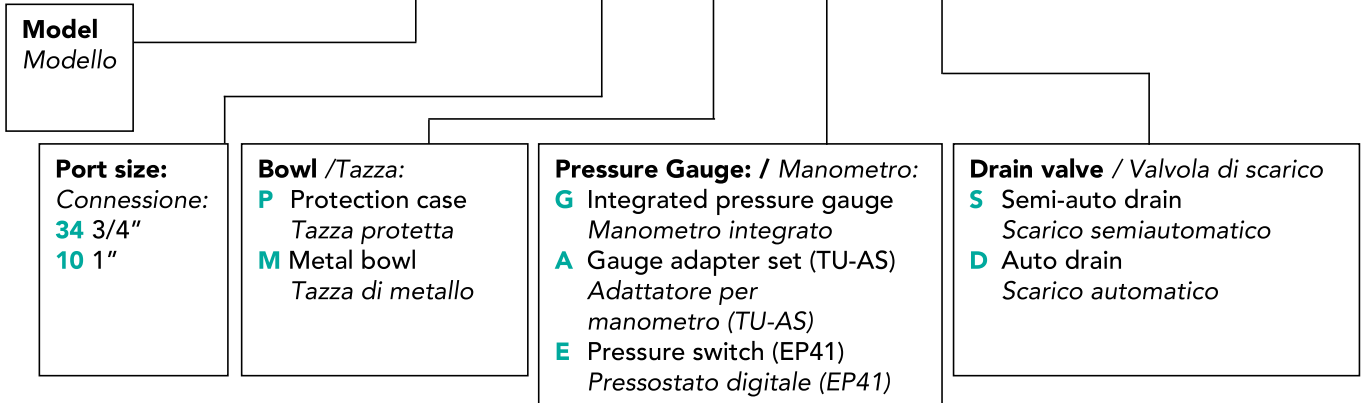 Model
Modello
Port size:
Connessione:
34 3/4”
10 1”
Bowl /Tazza:
P Protection case
Tazza protetta
M Metal bowl
Tazza di metallo
Pressure Gauge: / Manometro:
G Integrated pressure gauge
Manometro integrato
A Gauge adapter set (TU-AS)
Adattatore per
manometro (TU-AS)
E Pressure switch (EP41)
Pressostato digitale (EP41)
Drain valve / Valvola di scarico
S Semi-auto drain
Scarico semiautomatico
D Auto drain
Scarico automatico